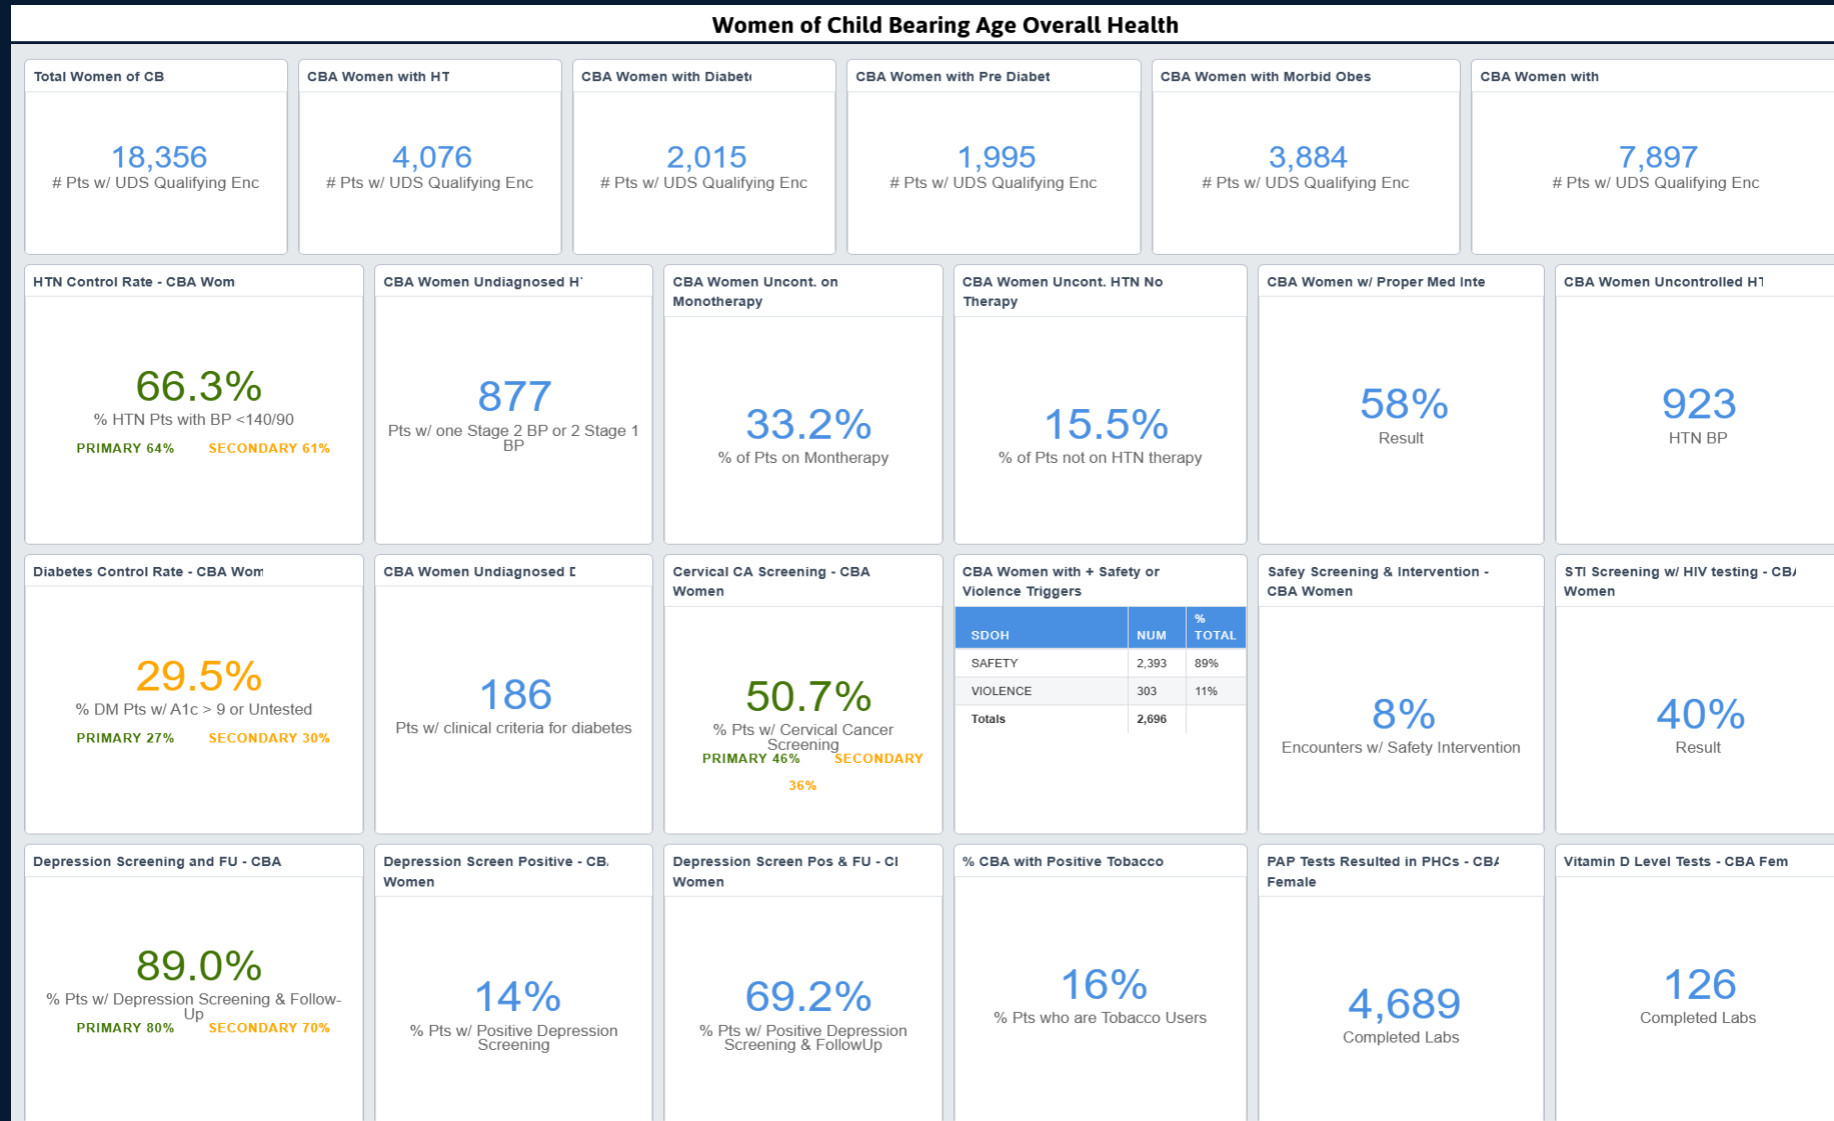 Women of Child Bearing Age Overall Health
Total Women of CB
CBA Women with HT
CBA Women with Diabet
CBA Women with Pre Diabet
CBA Women with Morbid Obes
CBA Women with
18,356
# Pts w/ UDS Qualifying Enc
4,076
# Pts w/ UDS Qualifying Enc
2,015
# Pts w/ UDS Qualifying Enc
1,995
# Pts w/ UDS Qualifying Enc
3,884
# Pts w/ UDS Qualifying Enc
7,897
# Pts w/ UDS Qualifying Enc
HTN Control Rate - CBA Wom
66.3%
% HTN Pts with BP <140/90
PRIMARY 64% SECONDARY 61%
CBA Women Undiagnosed H
877
Pts w/ one Stage 2 BP or 2 Stage 1
BP
CBA Women Uncont. on
Monotherapy
33.2%
% of Pts on Montherapy
CBA Women Uncont. HTN No
Therapy
15.5%
% of Pts not on HTN therapy
CBA Women w/ Proper Med Inte
58%
Result
CBA Women Uncontrolled HT
923
HTN BP
Diabetes Control Rate - CBA Wom
29.5%
% DM Pts w/ A1c > 9 or Untested
PRIMARY 27% SECONDARY 30%
CBA Women Undiagnosed
186
Pts w/ clinical criteria for diabetes
Cervical CA Screening - CBA
Women
50.7%
% Pts w/ Cervical Cancer
Screening
PRIMARY 46% SECONDARY
36%
CBA Women with + Safety or
Violence Triggers
SDOH NUM % TOTAL
SAFETY 2,393 89%
VIOLENCE 303 11%
Totals 2,696
Safey Screening & Intervention -
CBA Women
8%
Encounters w/ Safety Intervention
STI Screening w/ HIV testing - CBA
Women
40%
Result
Depression Screening and FU - CBA
89.0%
% Pts w/ Depression Screening & Follow-
Up
PRIMARY 80% SECONDARY 70%
Depression Screen Positive - CB
Women
14%
% Pts w/ Positive Depression
Screening
Depression Screen Pos & FU - C
Women
69.2%
% Pts w/ Positive Depression
Screening & FollowUp
% CBA with Positive Tobacco
16%
% Pts who are Tobacco Users
PAP Tests Resulted in PHCs - CBA
Female
4,689
Completed Labs
Vitamin D Level Tests - CBA Fem
126
Completed Labs